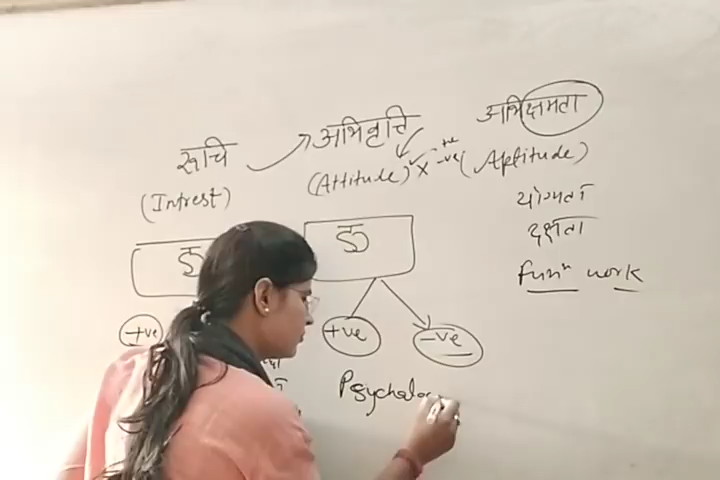 रूचि अभिवृत्ति अभिक्षमता
(Intrest) (Attitude) ✓ x +ve -ve (Aptitude)
योग्यता
दक्षता
funⁿ work
+ve +ve -ve
Psycholo